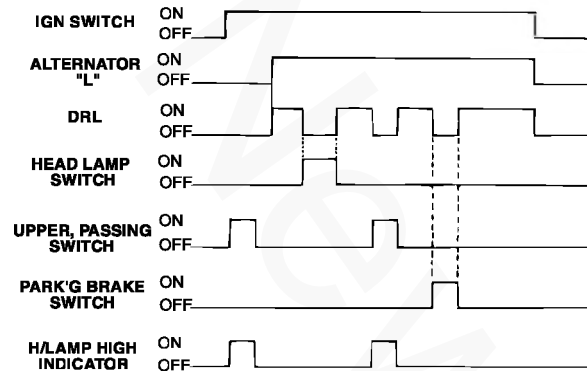 IGN SWITCH
ON
OFF
ALTERNATOR
"L"
ON
OFF
DRL
ON
OFF
HEAD LAMP
SWITCH
ON
OFF
UPPER, PASSING
SWITCH
ON
OFF
PARK'G BRAKE
SWITCH
ON
OFF
H/LAMP HIGH
INDICATOR
ON
OFF